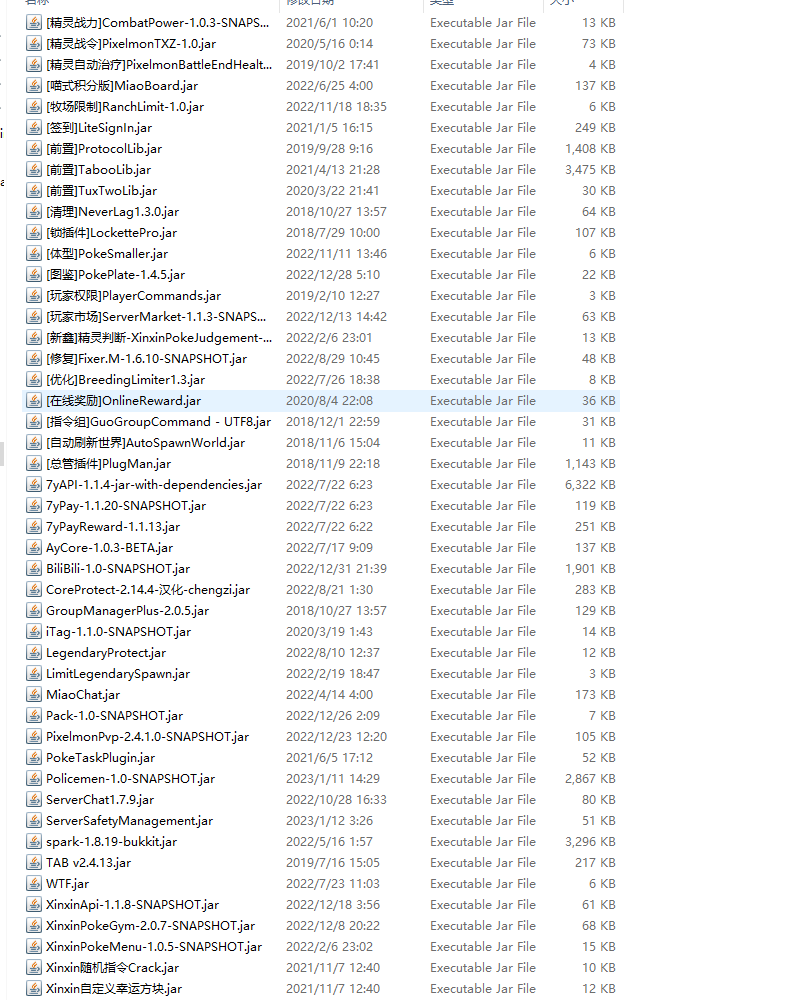 名称 修改日期 类型 大小
[精灵战力]CombatPower-1.0.3-SNAPS... 2021/6/1 10:20 Executable Jar File 13 KB
[精灵战令]PixelmonTXZ-1.0.jar 2020/5/16 0:14 Executable Jar File 73 KB
[精灵自动治疗]PixelmonBattleEndHealt... 2019/10/2 17:41 Executable Jar File 4 KB
[喵式积分版]MiaoBoard.jar 2022/6/25 4:00 Executable Jar File 137 KB
[牧场限制]RanchLimit-1.0.jar 2022/11/18 18:35 Executable Jar File 6 KB
[签到]LiteSignIn.jar 2021/1/5 16:15 Executable Jar File 249 KB
[前置]ProtocolLib.jar 2019/9/28 9:16 Executable Jar File 1,408 KB
[前置]TabooLib.jar 2021/4/13 21:28 Executable Jar File 3,475 KB
[前置]TuxTwoLib.jar 2020/3/22 21:41 Executable Jar File 30 KB
[清理]NeverLag1.3.0.jar 2018/10/27 13:57 Executable Jar File 64 KB
[锁插件]LockettePro.jar 2018/7/29 10:00 Executable Jar File 107 KB
[体型]PokeSmaller.jar 2022/11/11 13:46 Executable Jar File 6 KB
[图鉴]PokePlate-1.4.5.jar 2022/12/28 5:10 Executable Jar File 22 KB
[玩家权限]PlayerCommands.jar 2019/2/10 12:27 Executable Jar File 3 KB
[玩家市场]ServerMarket-1.1.3-SNAPS... 2022/12/13 14:42 Executable Jar File 63 KB
[新鑫]精灵判断-XinxinPokeJudgement-... 2022/2/6 23:01 Executable Jar File 13 KB
[修复]Fixer.M-1.6.10-SNAPSHOT.jar 2022/8/29 10:45 Executable Jar File 48 KB
[优化]BreedingLimiter1.3.jar 2022/7/26 18:38 Executable Jar File 8 KB
[在线奖励]OnlineReward.jar 2020/8/4 22:08 Executable Jar File 36 KB
[指令组]GuoGroupCommand - UTF8.jar 2018/12/1 22:59 Executable Jar File 31 KB
[自动刷新世界]AutoSpawnWorld.jar 2018/11/6 15:04 Executable Jar File 11 KB
[总管插件]PlugMan.jar 2018/11/9 22:18 Executable Jar File 1,143 KB
7yAPI-1.1.4-jar-with-dependencies.jar 2022/7/22 6:23 Executable Jar File 6,322 KB
7yPay-1.1.20-SNAPSHOT.jar 2022/7/22 6:23 Executable Jar File 119 KB
7yPayReward-1.1.13.jar 2022/7/22 6:22 Executable Jar File 251 KB
AyCore-1.0.3-BETA.jar 2022/7/17 9:09 Executable Jar File 137 KB
BiliBili-1.0-SNAPSHOT.jar 2022/12/31 21:39 Executable Jar File 1,901 KB
CoreProtect-2.14.4-汉化-chengzi.jar 2022/8/21 1:30 Executable Jar File 283 KB
GroupManagerPlus-2.0.5.jar 2018/10/27 13:57 Executable Jar File 129 KB
iTag-1.1.0-SNAPSHOT.jar 2020/3/19 1:43 Executable Jar File 14 KB
LegendaryProtect.jar 2022/8/10 12:37 Executable Jar File 12 KB
LimitLegendarySpawn.jar 2022/2/19 18:47 Executable Jar File 3 KB
MiaoChat.jar 2022/4/14 4:00 Executable Jar File 173 KB
Pack-1.0-SNAPSHOT.jar 2022/12/26 2:09 Executable Jar File 7 KB
PixelmonPvp-2.4.1.0-SNAPSHOT.jar 2022/12/23 12:20 Executable Jar File 105 KB
PokeTaskPlugin.jar 2021/6/5 17:12 Executable Jar File 52 KB
Policemen-1.0-SNAPSHOT.jar 2023/1/11 14:29 Executable Jar File 2,867 KB
ServerChat1.7.9.jar 2022/10/28 16:33 Executable Jar File 80 KB
ServerSafetyManagement.jar 2023/1/12 3:26 Executable Jar File 51 KB
spark-1.8.19-bukkit.jar 2022/5/16 1:57 Executable Jar File 3,296 KB
TAB v2.4.13.jar 2019/7/16 15:05 Executable Jar File 217 KB
WTF.jar 2022/7/23 11:03 Executable Jar File 6 KB
XinxinApi-1.1.8-SNAPSHOT.jar 2022/12/18 3:56 Executable Jar File 61 KB
XinxinPokeGym-2.0.7-SNAPSHOT.jar 2022/12/8 20:22 Executable Jar File 68 KB
XinxinPokeMenu-1.0.5-SNAPSHOT.jar 2022/2/6 23:02 Executable Jar File 15 KB
Xinxin随机指令Crack.jar 2021/11/7 12:40 Executable Jar File 10 KB
Xinxin自定义幸运方块.jar 2021/11/7 12:40 Executable Jar File 12 KB